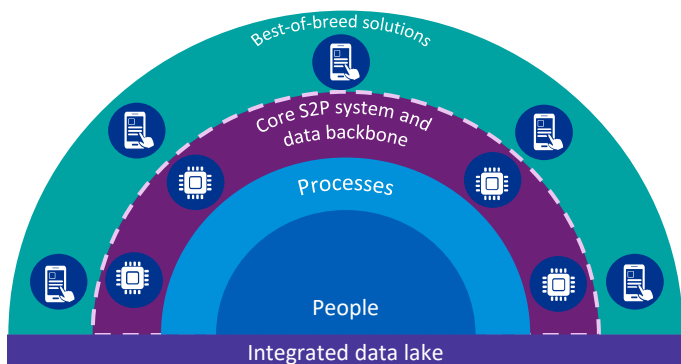 Best-of-breed solutions
Core S2P system and
data backbone
Processes
People
Integrated data lake